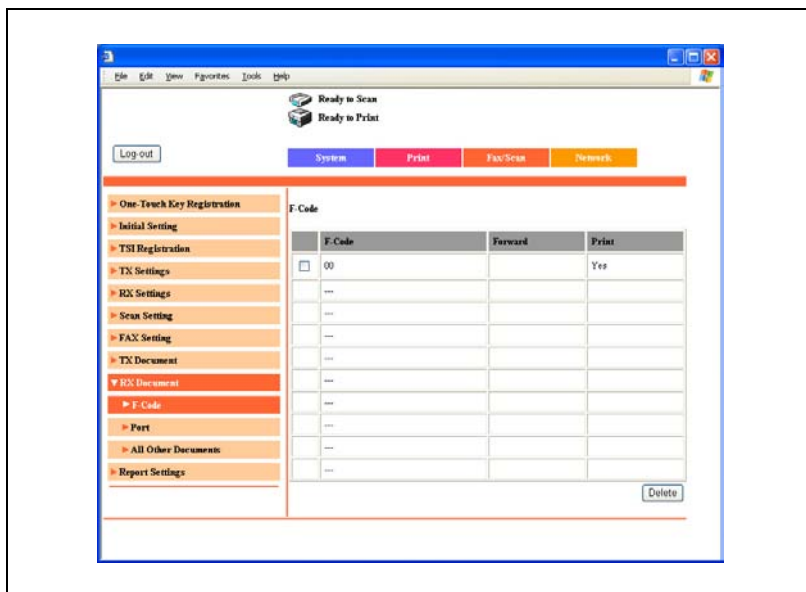 File Edit View Favorites Tools Help
Ready to Scan
Ready to Print
Log-out
System Print Fax/Scan Network
One-Touch Key Registration
Initial Setting
TSI Registration
TX Settings
RX Settings
Scan Setting
FAX Setting
TX Document
RX Document
F-Code
Port
All Other Documents
Report Settings
F-Code
F-Code Forward Print
00 Yes
---
---
---
---
---
---
---
---
---
Delete